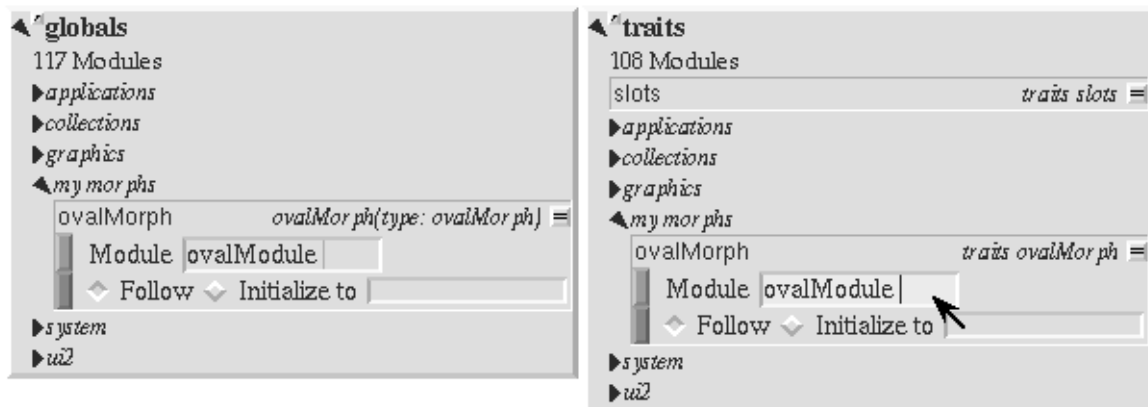 globals
117 Modules
applications
collections
graphics
my morphs
ovalMorph ovalMorph(type: ovalMorph) =
Module ovalModule
Follow Initialize to
system
ui2
traits
108 Modules
slots traits slots =
applications
collections
graphics
my morphs
ovalMorph traits ovalMorph =
Module ovalModule
Follow Initialize to
system
ui2